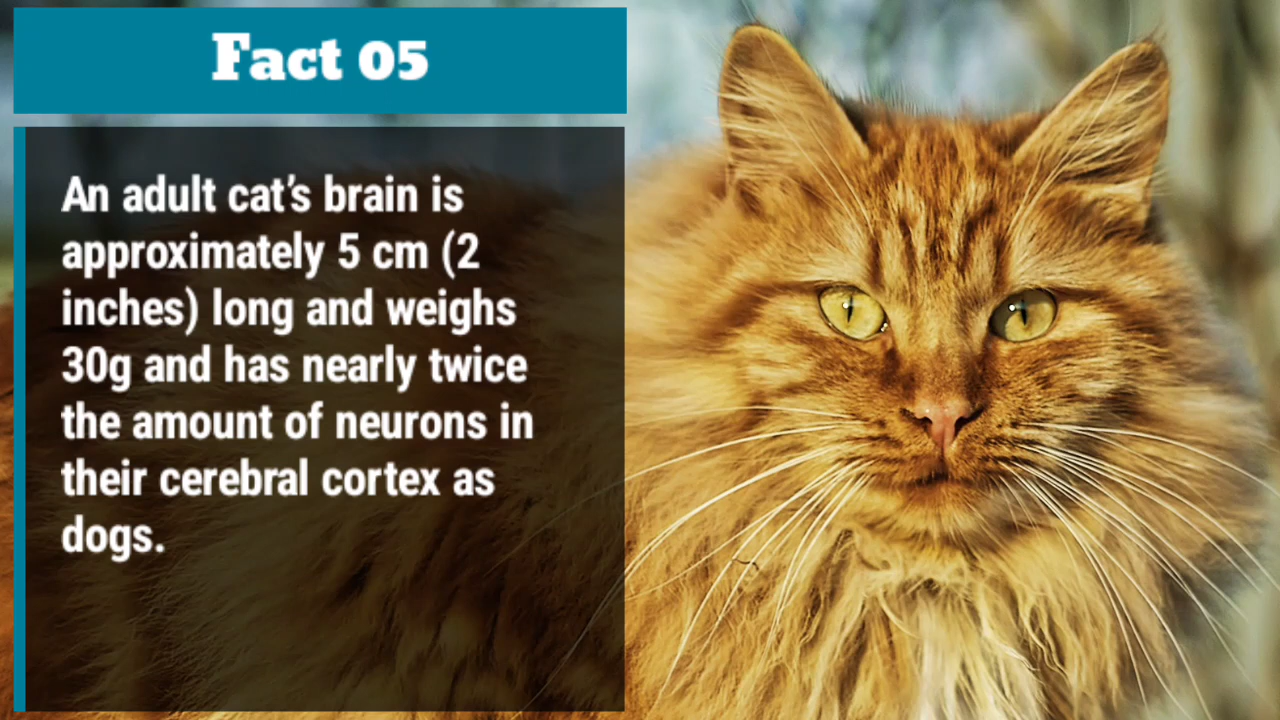 Fact 05
An adult cat’s brain is
approximately 5 cm (2
inches) long and weighs
30g and has nearly twice
the amount of neurons in
their cerebral cortex as
dogs.